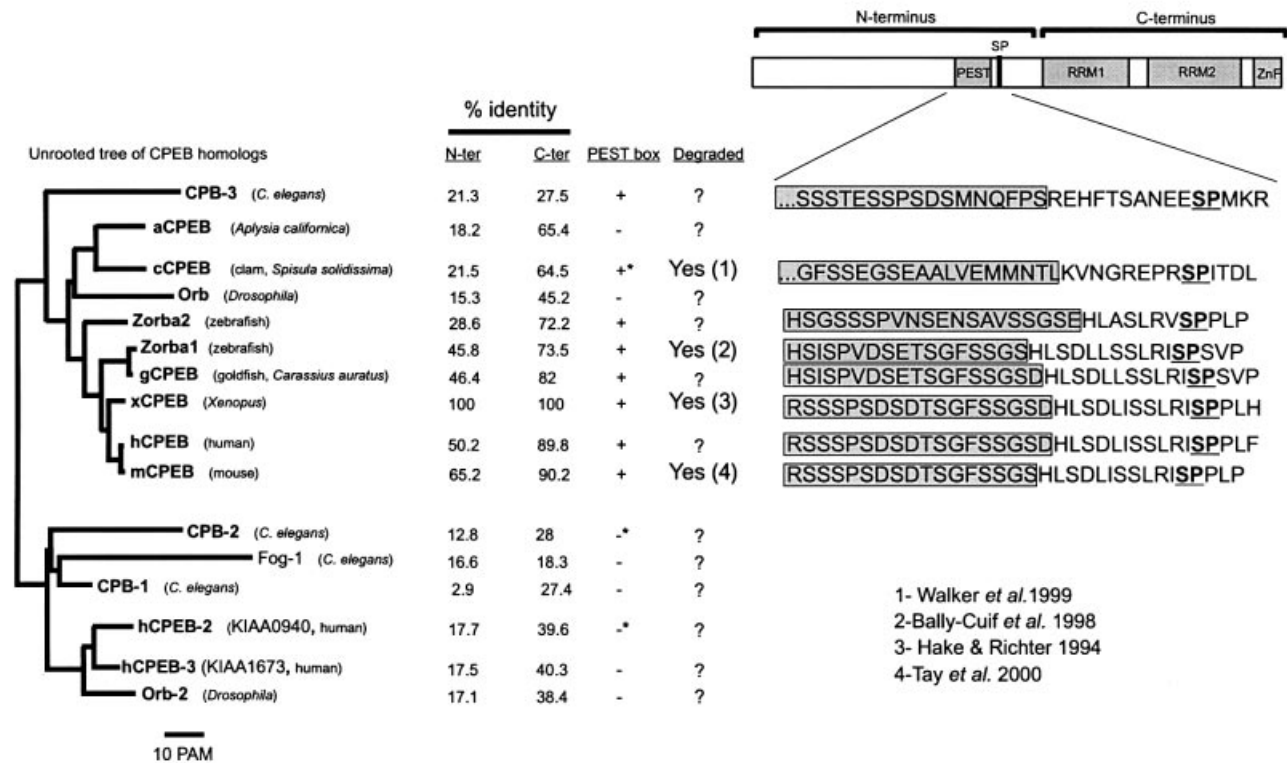 N-terminus C-terminus
SP
PEST RRM1 RRM2 ZnF
% identity
Unrooted tree of CPEB homologs N-ter C-ter PEST box Degraded
CPB-3 (C. elegans) 21.3 27.5 + ? ...SSSTESSPSDSMNQFPSREHFTSANEESPMKR
aCPEB (Aplysia californica) 18.2 65.4 - ?
cCPEB (clam, Spisula solidissima) 21.5 64.5 +* Yes (1) ...GFSSEGSEAALVEMMNTLKVNGREPRSPITDL
Orb (Drosophila) 15.3 45.2 - ?
Zorba2 (zebrafish) 28.6 72.2 + ? HSGSSSPVNSENSAVSSGSEHLASLRVSPPLP
Zorba1 (zebrafish) 45.8 73.5 + Yes (2) HSISPVDSETSGFSSGSHLSDLLSSLRISPSVP
gCPEB (goldfish, Carassius auratus) 46.4 82 + ? HSISPVDSETSGFSSGSDHLSDLLSSLRISPSVP
xCPEB (Xenopus) 100 100 + Yes (3) RSSSPSDSDTSGFSSGSDHLSDLISSLRISPPLH
hCPEB (human) 50.2 89.8 + ? RSSSPSDSDTSGFSSGSDHLSDLISSLRISPPLF
mCPEB (mouse) 65.2 90.2 + Yes (4) RSSSPSDSDTSGFSSGSHLSDLISSLRISPPLP
CPB-2 (C. elegans) 12.8 28 -* ?
Fog-1 (C. elegans) 16.6 18.3 - ?
CPB-1 (C. elegans) 2.9 27.4 - ?
hCPEB-2 (KIAA0940, human) 17.7 39.6 -* ?
hCPEB-3 (KIAA1673, human) 17.5 40.3 - ?
Orb-2 (Drosophila) 17.1 38.4 - ?
1- Walker et al.1999
2-Bally-Cuif et al. 1998
3- Hake & Richter 1994
4-Tay et al. 2000
10 PAM